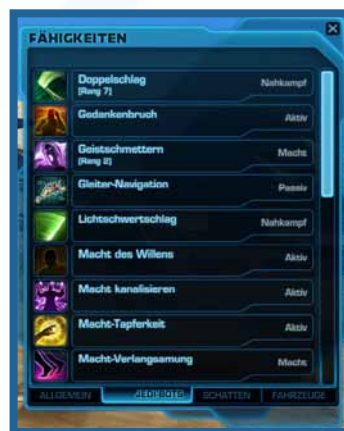 FÄHIGKEITEN
Doppelschlag
[Rang 7]
Nahkampf
Gedankenbruch
Aktiv
Geistschmettern
[Rang 2]
Macht
Gleiter-Navigation
Passiv
Lichtschwertschlag
Nahkampf
Macht des Willens
Aktiv
Macht kanalisieren
Aktiv
Macht-Tapferkeit
Aktiv
Macht-Verlangsamung
Macht
ALLGEMEIN
JEDI-BOTS
SCHATTEN
FAHRZEUGE